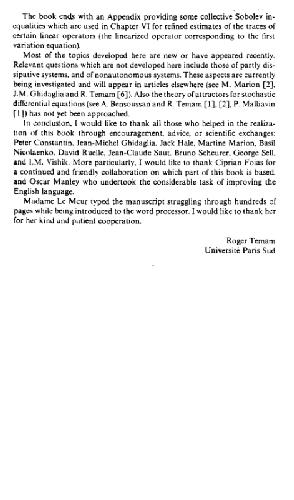 The book ends with an Appendix providing some collective Sobolev in-
equalities which are used in Chapter VI for refined estimates of the traces of
certain linear operators (the linearized operator corresponding to the first
variation equation).
Most of the topics developed here are new or have appeared recently.
Relevant questions which are not developed here include those of partly dis-
sipative systems, and of nonautonomous systems. These aspects are currently
being investigated and will appear in articles elsewhere (see M. Marion [2],
J.M. Ghidaglia and R. Temam [6]). Also the theory of attractors for stochastic
differential equations (see A. Bensoussan and R. Temam [1], [2], P. Malliavin
[1]) has not yet been approached.
In conclusion, I would like to thank all those who helped in the realiza-
tion of this book through encouragement, advice, or scientific exchanges:
Peter Constantin, Jean-Michel Ghidaglia, Jack Hale, Martine Marion, Basil
Nicolaenko, David Ruelle, Jean-Claude Saut, Bruno Scheurer, George Sell,
and I.M. Vishik. More particularly, I would like to thank Ciprian Foias for
a continued and friendly collaboration on which part of this book is based,
and Oscar Manley who undertook the considerable task of improving the
English language.
Madame Le Meur typed the manuscript struggling through hundreds of
pages while being introduced to the word processor. I would like to thank her
for her kind and patient cooperation.
Roger Temam
Université Paris Sud